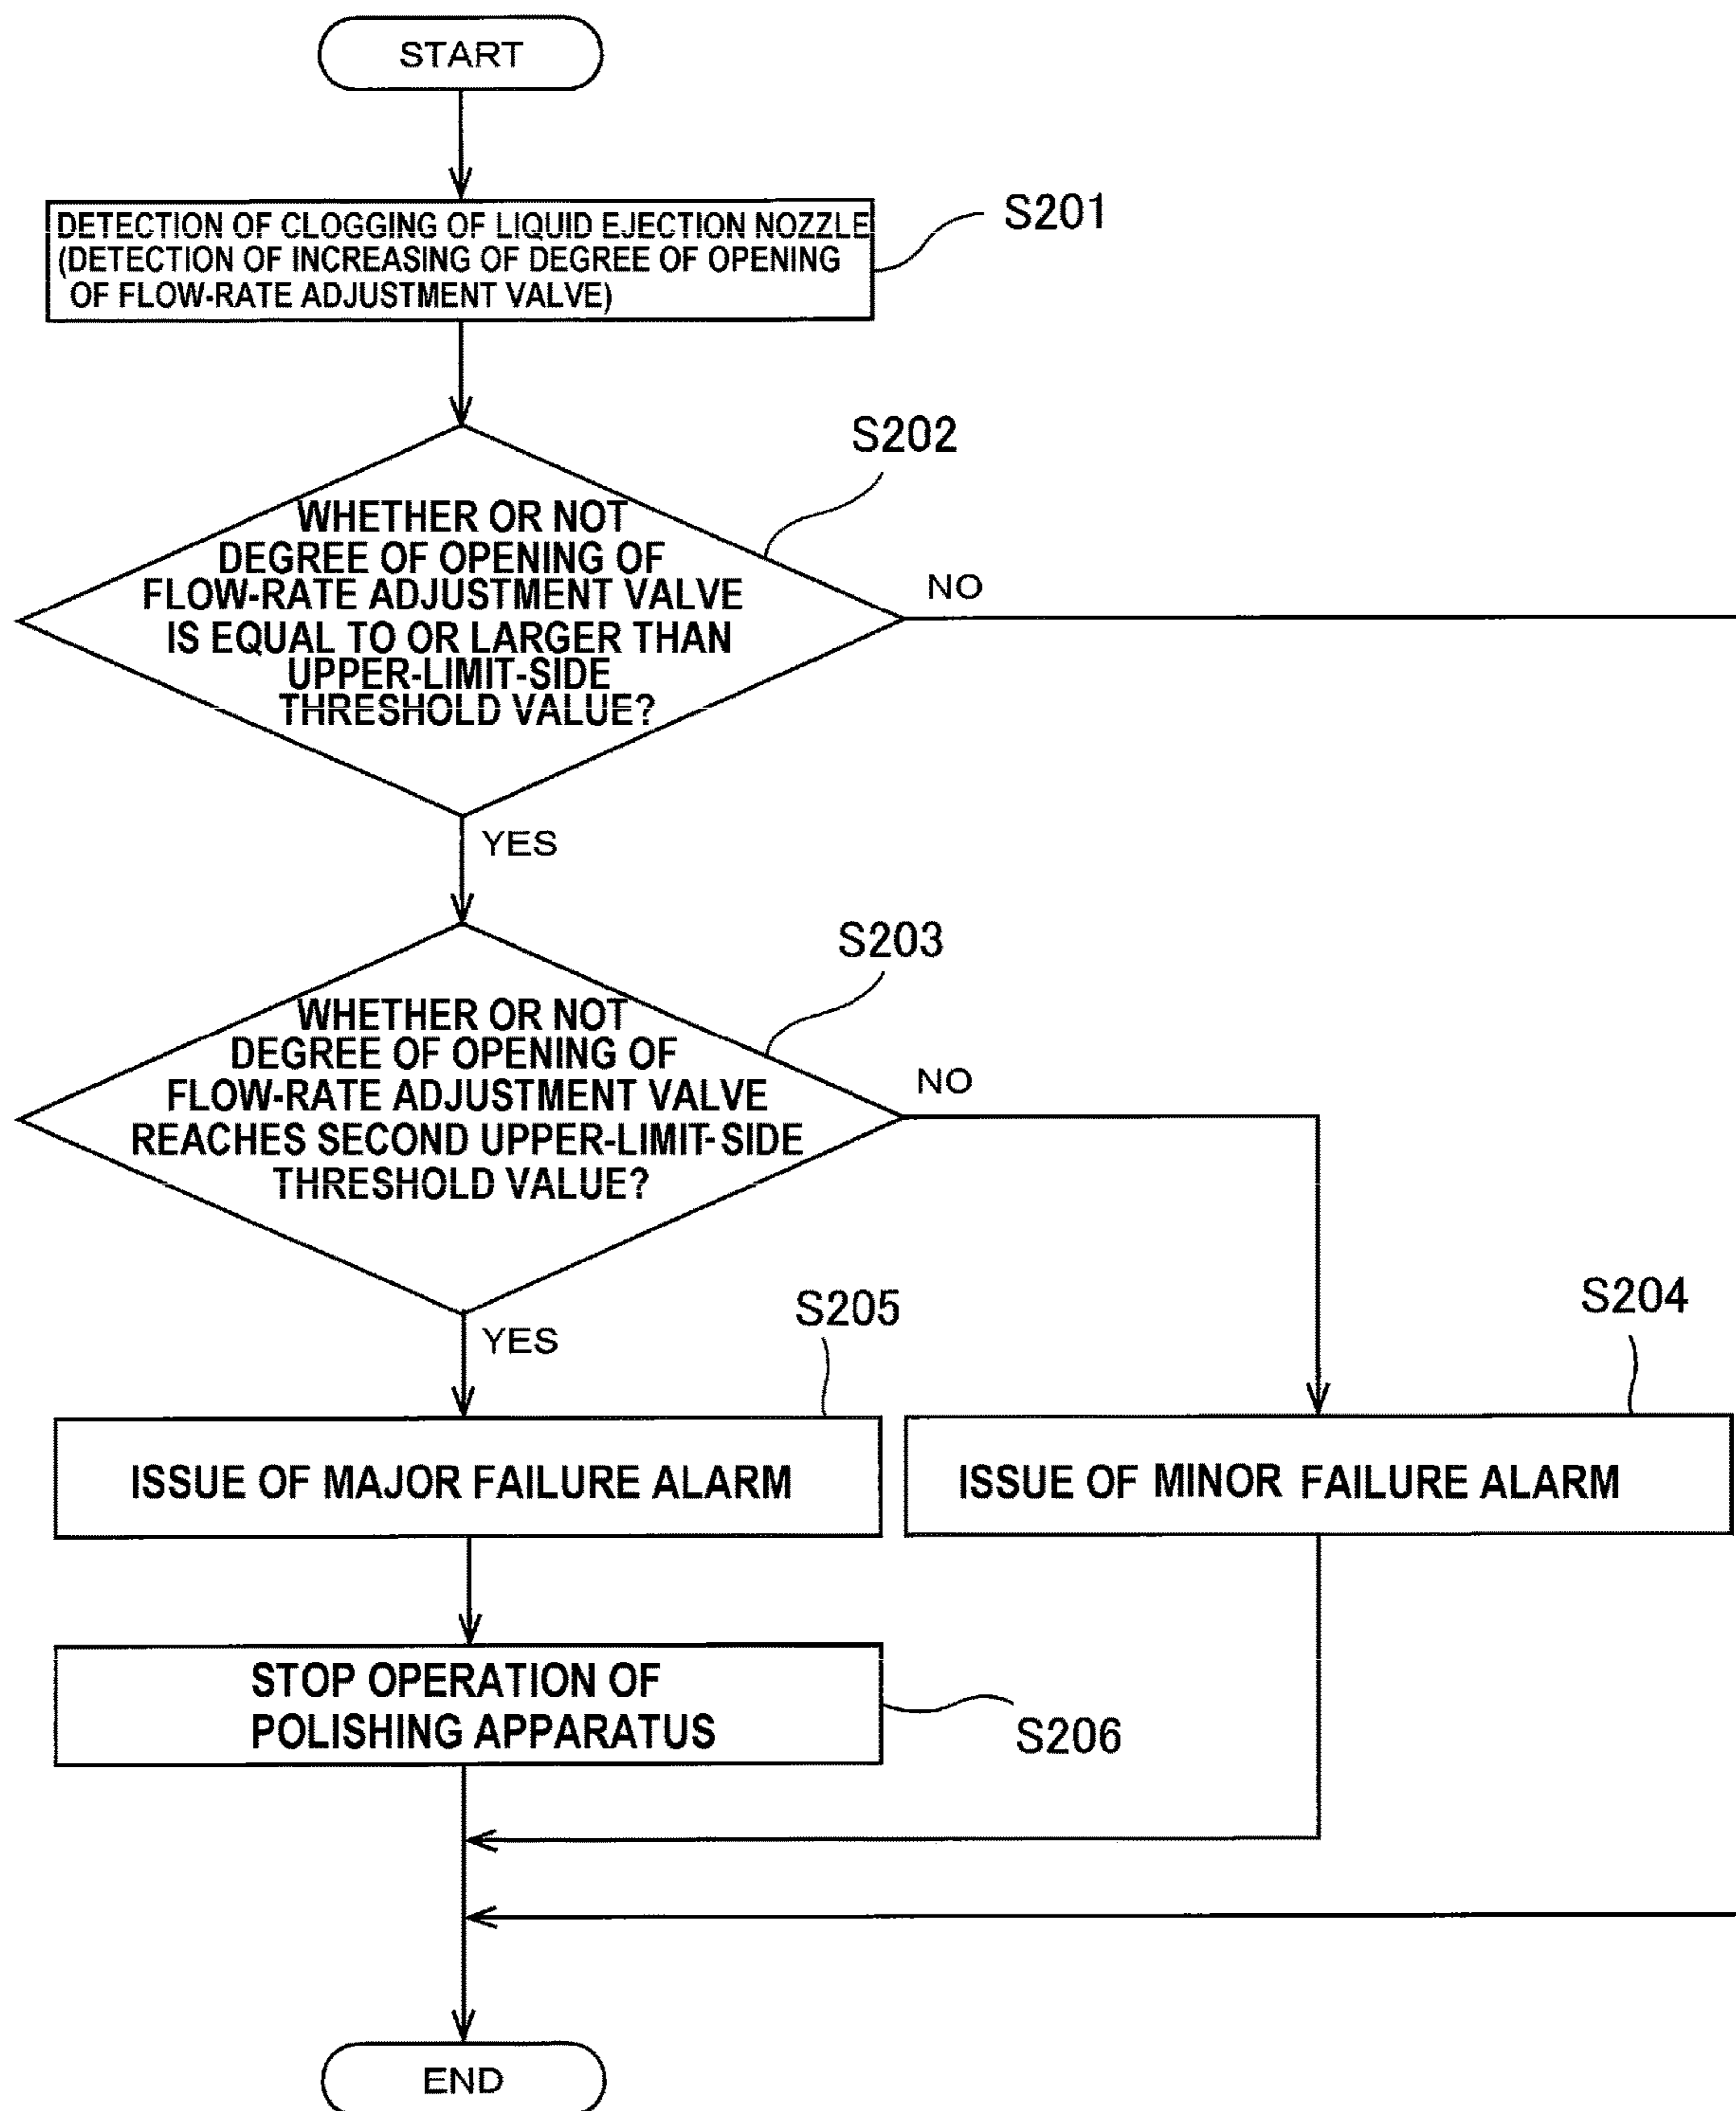 START
DETECTION OF CLOGGING OF LIQUID EJECTION NOZZLE
(DETECTION OF INCREASING OF DEGREE OF OPENING
OF FLOW-RATE ADJUSTMENT VALVE)
S201
S202
WHETHER OR NOT
DEGREE OF OPENING OF
FLOW-RATE ADJUSTMENT VALVE
IS EQUAL TO OR LARGER THAN
UPPER-LIMIT-SIDE
THRESHOLD VALUE?
NO
YES
S203
WHETHER OR NOT
DEGREE OF OPENING OF
FLOW-RATE ADJUSTMENT VALVE
REACHES SECOND UPPER-LIMIT-SIDE
THRESHOLD VALUE?
NO
YES
S205
S204
ISSUE OF MAJOR FAILURE ALARM
ISSUE OF MINOR FAILURE ALARM
STOP OPERATION OF
POLISHING APPARATUS
S206
END